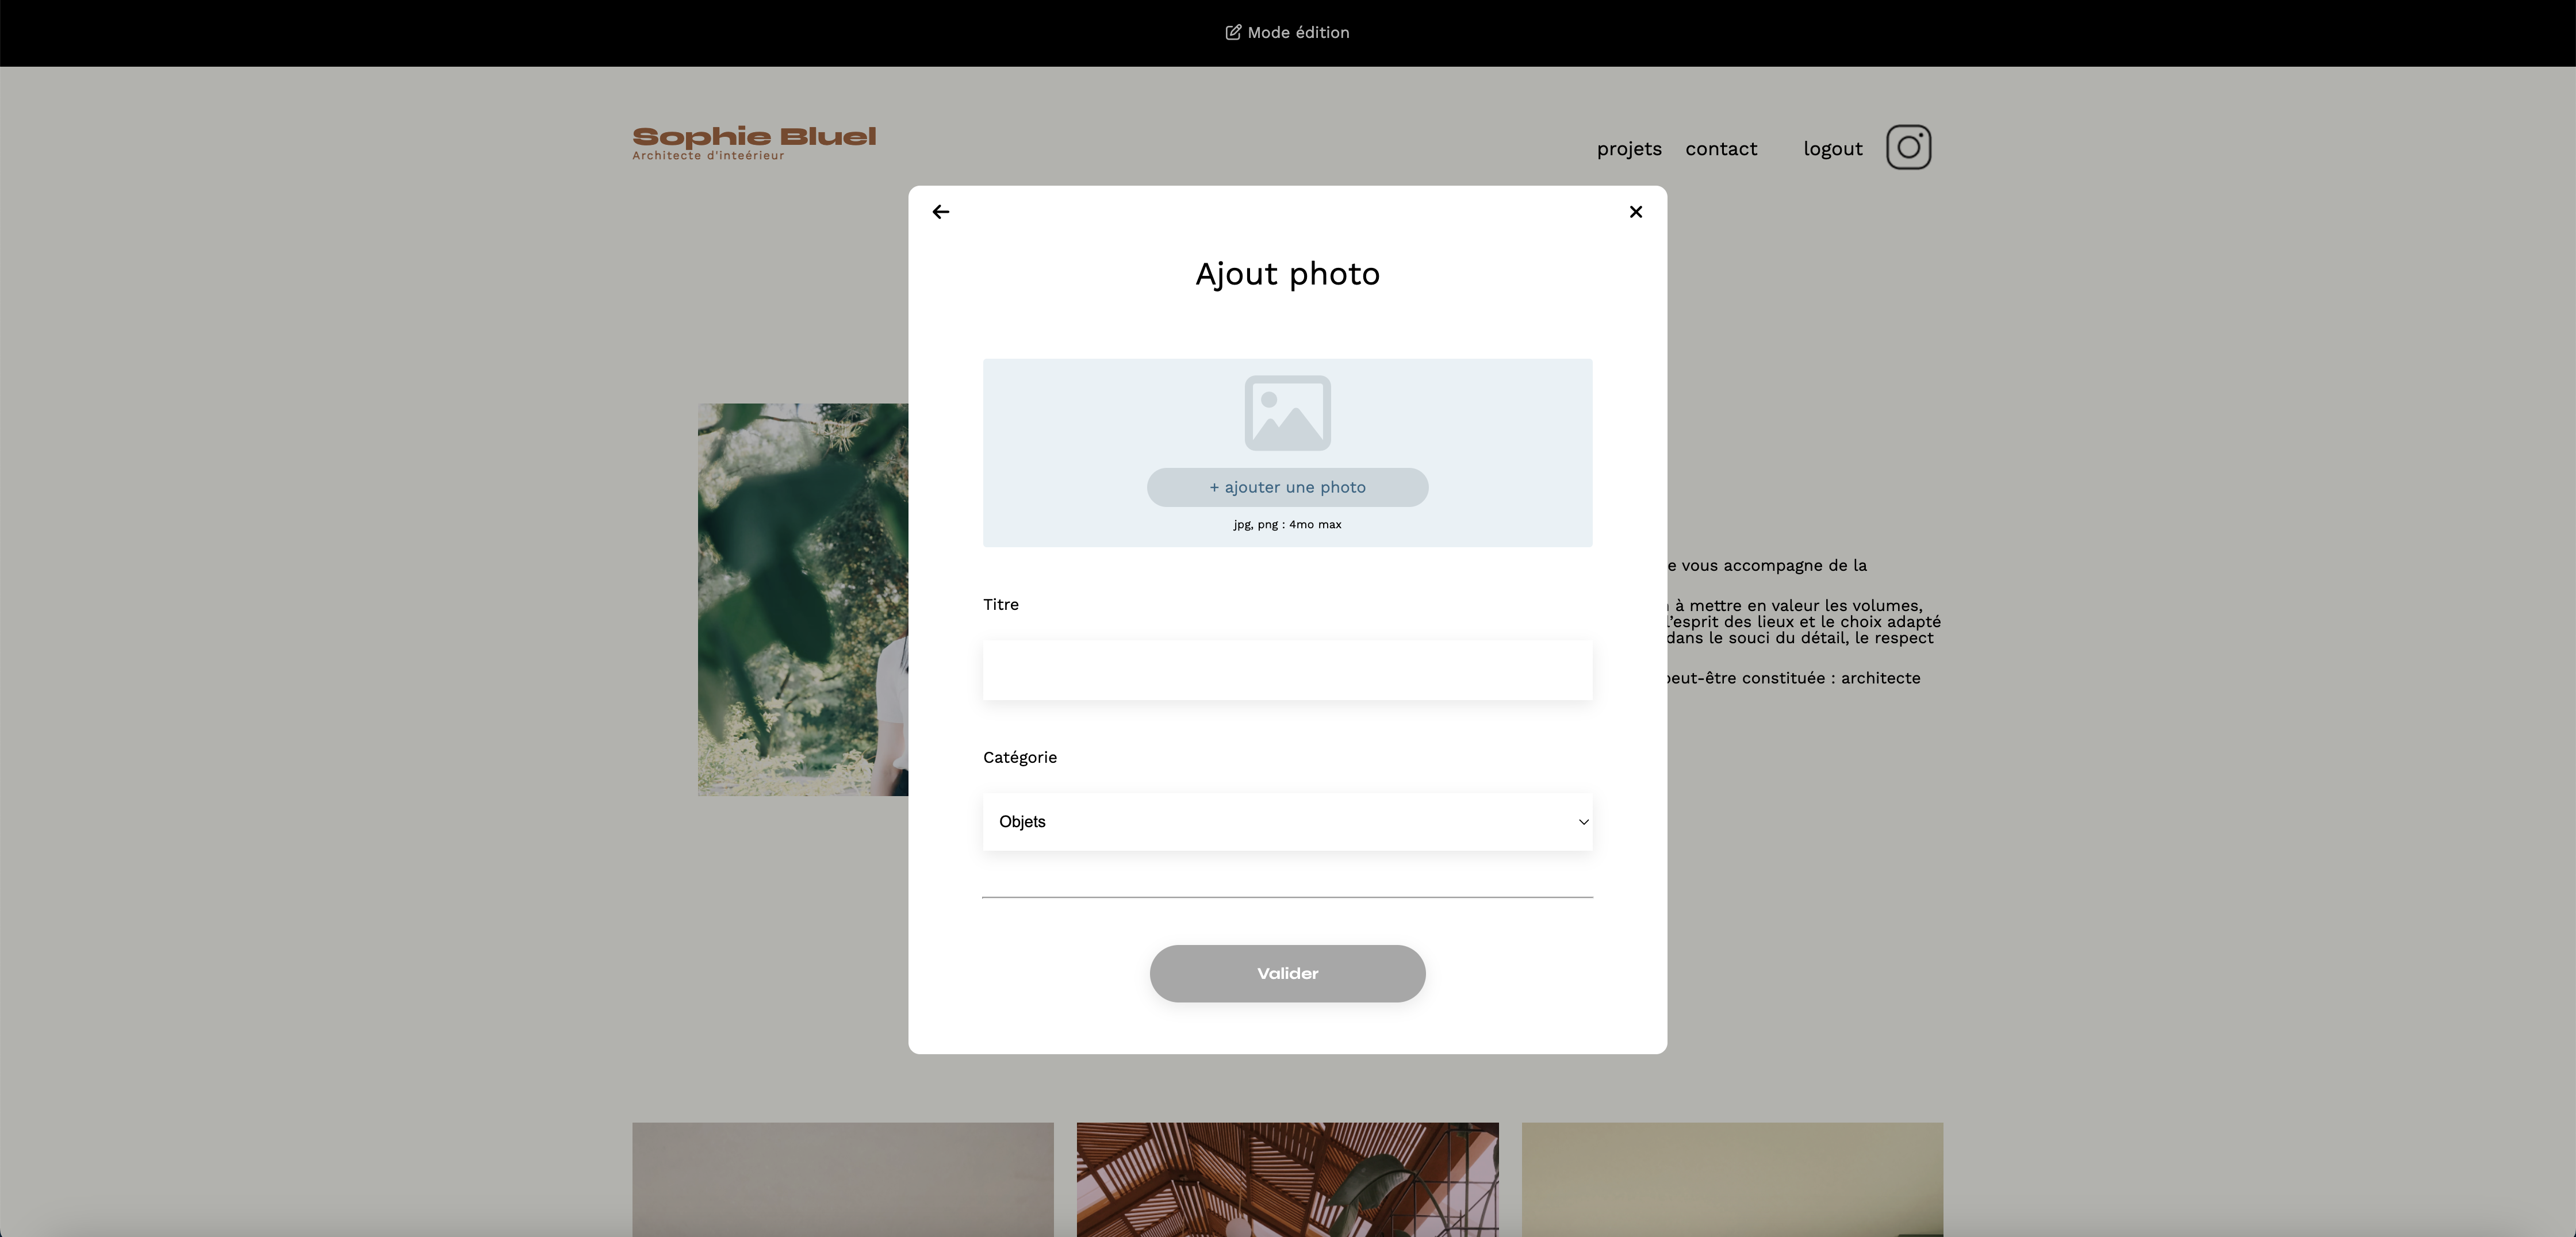 Mode édition
Sophie Bluel
Architecte d'inteérieur
projets contact logout
Ajout photo
+ ajouter une photo
jpg, png : 4mo max
Titre
Catégorie
Objets
Valider
vous accompagne de la
à mettre en valeur les volumes,
l'esprit des lieux et le choix adapté
dans le souci du détail, le respect
peut-être constituée : architecte